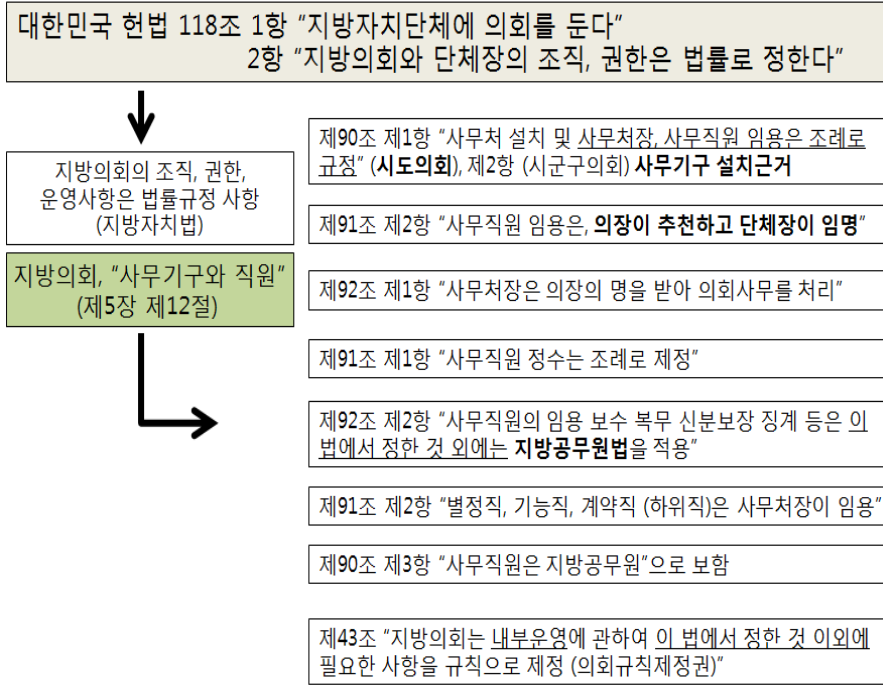 대한민국 헌법 118조 1항 “지방자치단체에 의회를 둔다”
2항 “지방의회와 단체장의 조직, 권한은 법률로 정한다”
지방의회의 조직, 권한,
운영사항은 법률규정 사항
(지방자치법)
지방의회, “사무기구와 직원”
(제5장 제12절)
제90조 제1항 “사무처 설치 및 사무처장, 사무직원 임용은 조례로
규정” (시도의회), 제2항 (시군구의회) 사무기구 설치근거
제91조 제2항 “사무직원 임용은, 의장이 추천하고 단체장이 임명”
제92조 제1항 “사무처장은 의장의 명을 받아 의회사무를 처리”
제91조 제1항 “사무직원 정수는 조례로 제정”
제92조 제2항 “사무직원의 임용 보수 복무 신분보장 징계 등은 이
법에서 정한 것 외에는 지방공무원법을 적용”
제91조 제2항 “별정직, 기능직, 계약직 (하위직)은 사무처장이 임용”
제90조 제3항 “사무직원은 지방공무원”으로 보함
제43조 “지방의회는 내부운영에 관하여 이 법에서 정한 것 이외에
필요한 사항을 규칙으로 제정 (의회규칙제정권)”